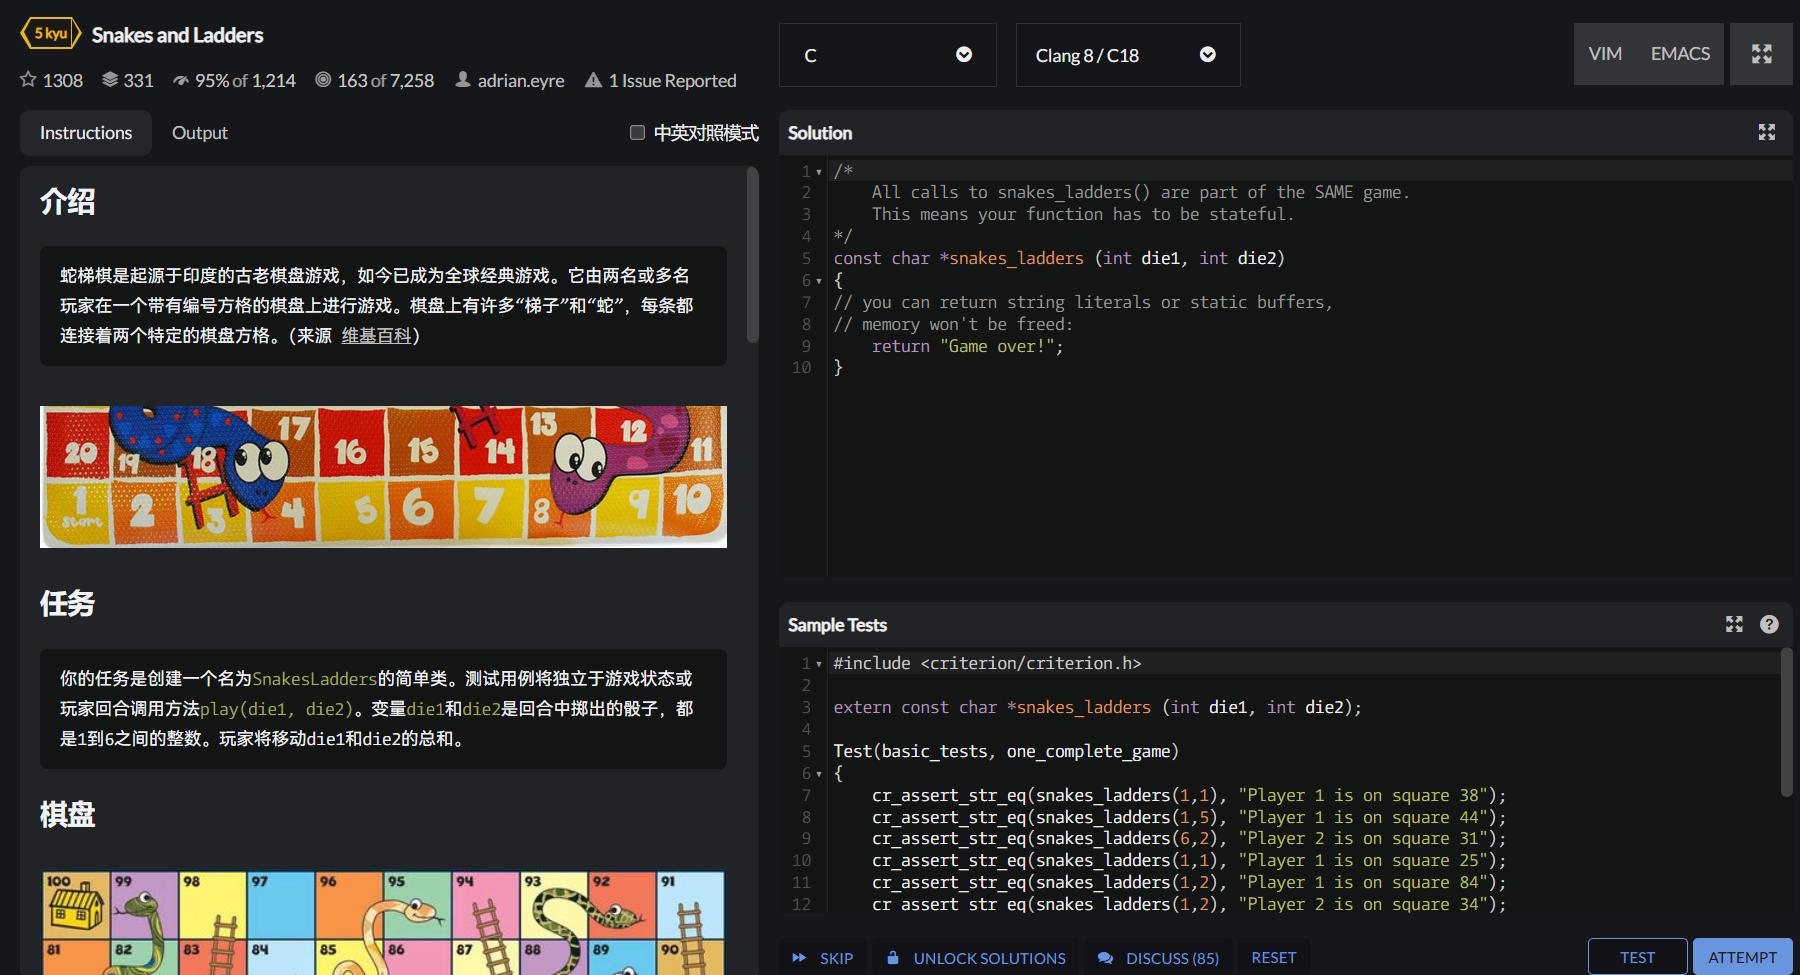 5 kyu Snakes and Ladders
1308 331 95% of 1,214 163 of 7,258 adrian.eyre 1 Issue Reported
Instructions Output 中英对照模式
介绍
蛇梯棋是起源于印度的古老棋盘游戏，如今已成为全球经典游戏。它由两名或多名
玩家在一个带有编号方格的棋盘上进行游戏。棋盘上有许多“梯子”和“蛇”，每条都
连接着两个特定的棋盘方格。(来源 维基百科)
20 19 18 17 16 15 14 13 12 11
1 2 3 4 5 6 7 8 9 10
Start
任务
你的任务是创建一个名为SnakesLadders的简单类。测试用例将独立于游戏状态或
玩家回合调用方法play(die1, die2)。变量die1和die2是回合中掷出的骰子，都
是1到6之间的整数。玩家将移动die1和die2的总和。
棋盘
100 99 98 97 96 95 94 93 92 91
81 82 83 84 85 86 87 88 89 90
C Clang 8 / C18 VIM EMACS
Solution
1 /*
2 All calls to snakes_ladders() are part of the SAME game.
3 This means your function has to be stateful.
4 */
5 const char *snakes_ladders (int die1, int die2)
6 {
7 // you can return string literals or static buffers,
8 // memory won't be freed:
9 return "Game over!";
10 }
Sample Tests
1 #include <criterion/criterion.h>
2
3 extern const char *snakes_ladders (int die1, int die2);
4
5 Test(basic_tests, one_complete_game)
6 {
7 cr_assert_str_eq(snakes_ladders(1,1), "Player 1 is on square 38");
8 cr_assert_str_eq(snakes_ladders(1,5), "Player 1 is on square 44");
9 cr_assert_str_eq(snakes_ladders(6,2), "Player 2 is on square 31");
10 cr_assert_str_eq(snakes_ladders(1,1), "Player 1 is on square 25");
11 cr_assert_str_eq(snakes_ladders(1,2), "Player 1 is on square 84");
12 cr_assert_str_eq(snakes_ladders(1,2), "Player 2 is on square 34");
SKIP UNLOCK SOLUTIONS DISCUSS (85) RESET TEST ATTEMPT